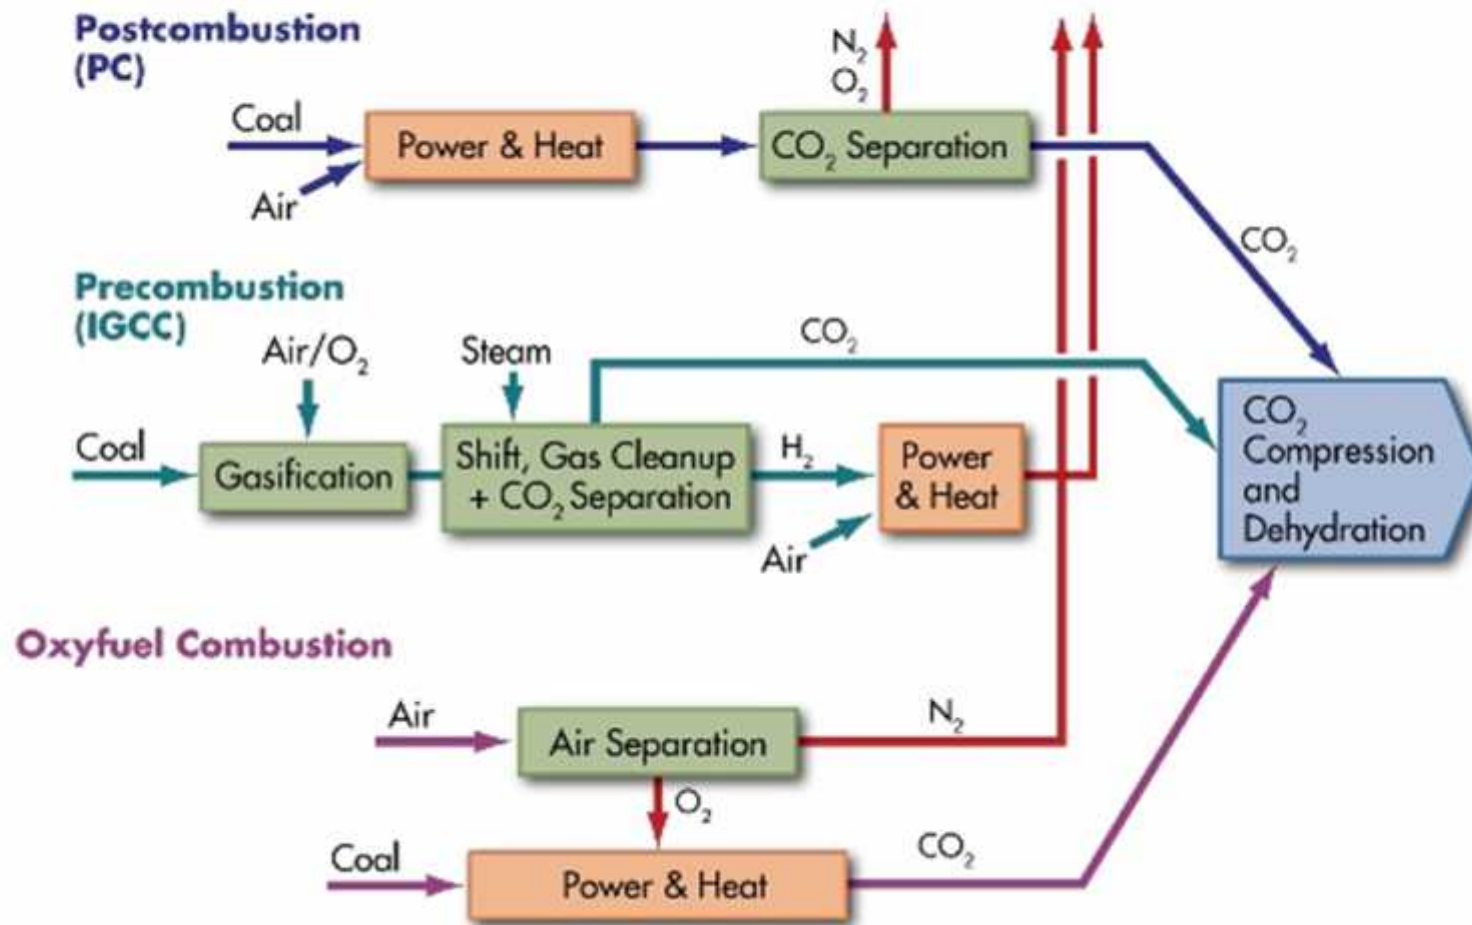 Postcombustion
(PC)
N₂
O₂
Coal
Power & Heat
CO₂ Separation
Air
CO₂
Precombustion
(IGCC)
Air/O₂
Steam
CO₂
Coal
Gasification
Shift, Gas Cleanup
+ CO₂ Separation
H₂
Power
& Heat
Air
CO₂
Compression
and
Dehydration
Oxyfuel Combustion
Air
Air Separation
N₂
O₂
Coal
Power & Heat
CO₂